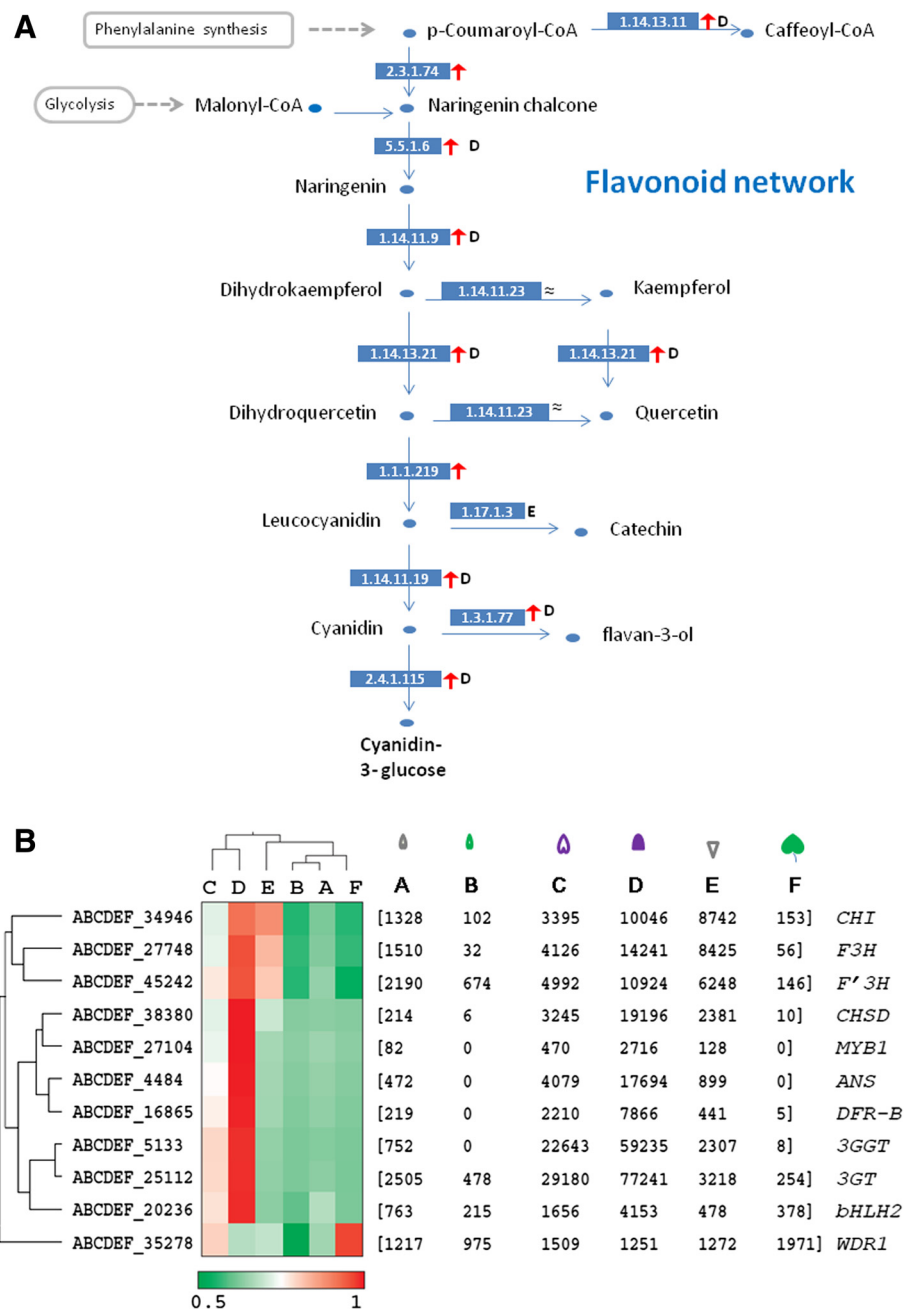 A
Phenylalanine synthesis
p-Coumaroyl-CoA
1.14.13.11
D
Caffeoyl-CoA
2.3.1.74
Glycolysis
Malonyl-CoA
Naringenin chalcone
5.5.1.6
D
Naringenin
Flavonoid network
1.14.11.9
D
Dihydrokaempferol
1.14.11.23
≈
Kaempferol
1.14.13.21
D
1.14.13.21
D
Dihydroquercetin
1.14.11.23
≈
Quercetin
1.1.1.219
Leucocyanidin
1.17.1.3
E
Catechin
1.14.11.19
D
Cyanidin
1.3.1.77
D
flavan-3-ol
2.4.1.115
D
Cyanidin-
3-glucose
B
C D E B A F
A B C D E F
ABCDEF_34946 [1328 102 3395 10046 8742 153] CHI
ABCDEF_27748 [1510 32 4126 14241 8425 56] F3H
ABCDEF_45242 [2190 674 4992 10924 6248 146] F'3H
ABCDEF_38380 [214 6 3245 19196 2381 10] CHSD
ABCDEF_27104 [82 0 470 2716 128 0] MYB1
ABCDEF_4484 [472 0 4079 17694 899 0] ANS
ABCDEF_16865 [219 0 2210 7866 441 5] DFR-B
ABCDEF_5133 [752 0 22643 59235 2307 8] 3GGT
ABCDEF_25112 [2505 478 29180 77241 3218 254] 3GT
ABCDEF_20236 [763 215 1656 4153 478 378] bHLH2
ABCDEF_35278 [1217 975 1509 1251 1272 1971] WDR1
0.5 1